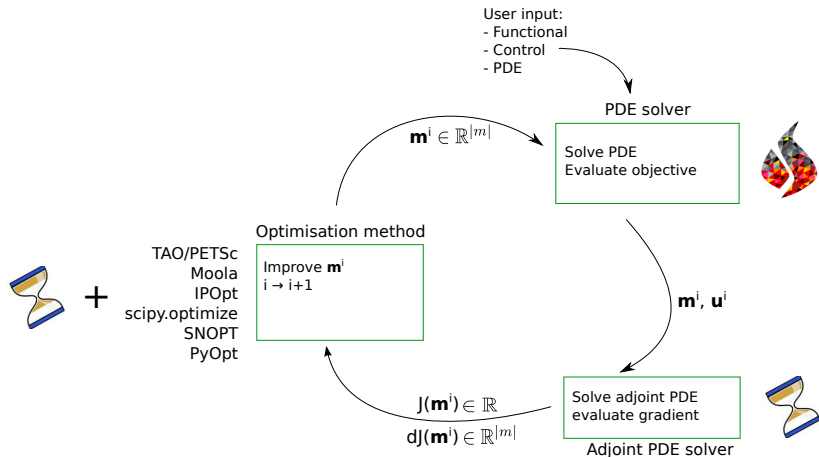 User input:
- Functional
- Control
- PDE
PDE solver
𝐦ⁱ ∈ ℝ^|m|
Solve PDE
Evaluate objective
Optimisation method
TAO/PETSc
Moola
IPOpt
scipy.optimize
SNOPT
PyOpt
+
Improve 𝐦ⁱ
i → i+1
𝐦ⁱ, 𝐮ⁱ
Solve adjoint PDE
evaluate gradient
J(𝐦ⁱ) ∈ ℝ
dJ(𝐦ⁱ) ∈ ℝ^|m|
Adjoint PDE solver